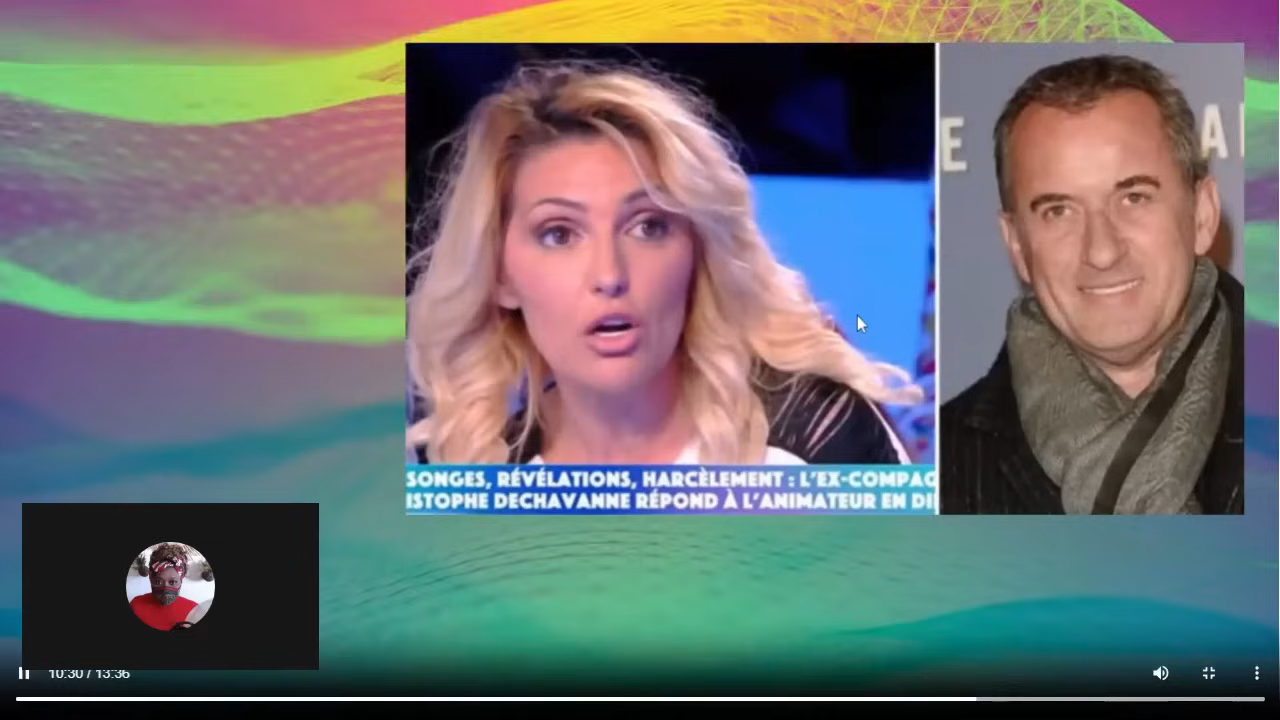 E
A
SONGES, RÉVÉLATIONS, HARCÈLEMENT : L'EX-COMPAG
ISTOPHE DECHAVANNE RÉPOND À L'ANIMATEUR EN DI
10:30 / 13:36